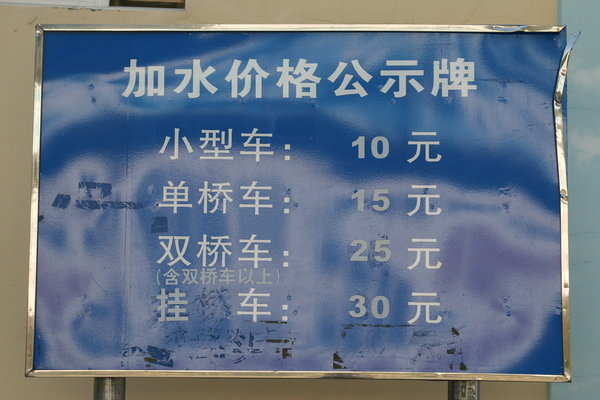 加水价格公示牌
小型车： 10 元
单桥车： 15 元
双桥车： 25 元
(含双桥车以上)
挂 车： 30 元